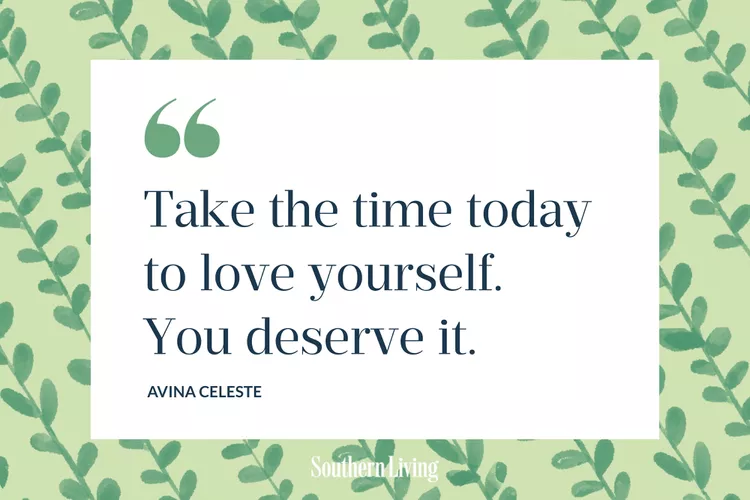 “
Take the time today
to love yourself.
You deserve it.
AVINA CELESTE
Southern Living